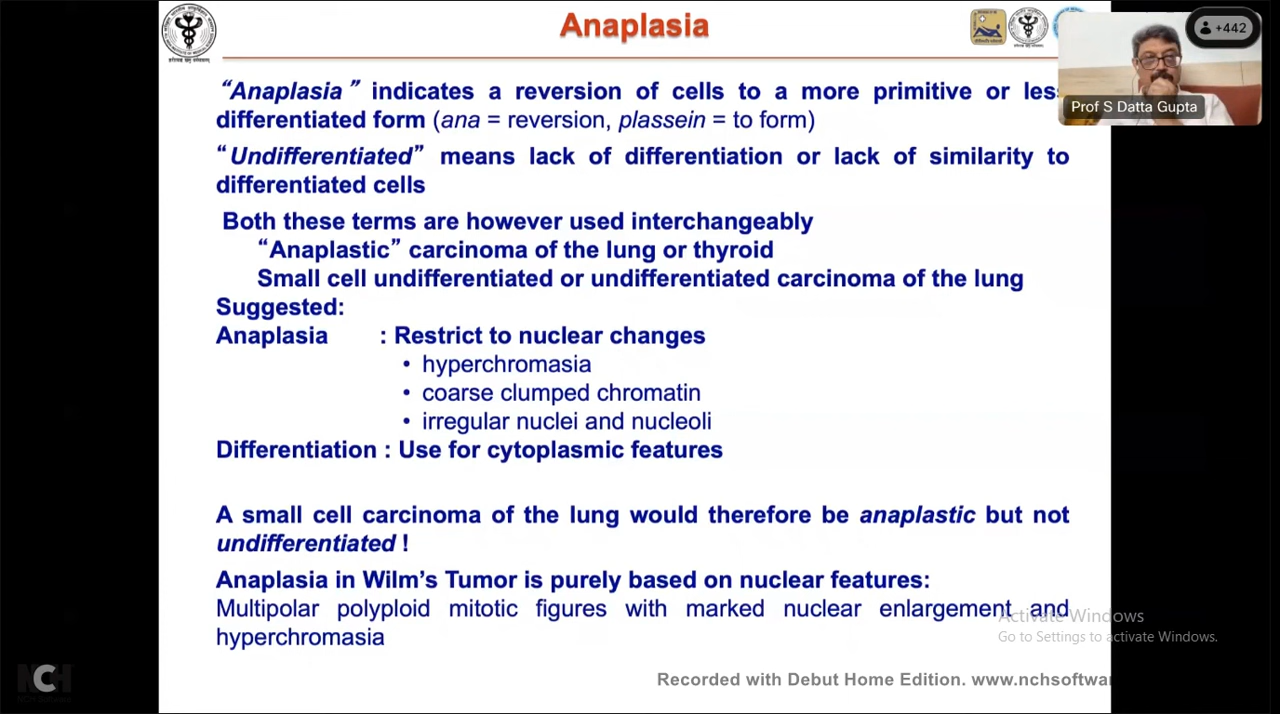 Anaplasia
+442
Prof S Datta Gupta
“Anaplasia” indicates a reversion of cells to a more primitive or less
differentiated form (ana = reversion, plassein = to form)
“Undifferentiated” means lack of differentiation or lack of similarity to
differentiated cells
Both these terms are however used interchangeably
“Anaplastic” carcinoma of the lung or thyroid
Small cell undifferentiated or undifferentiated carcinoma of the lung
Suggested:
Anaplasia : Restrict to nuclear changes
• hyperchromasia
• coarse clumped chromatin
• irregular nuclei and nucleoli
Differentiation : Use for cytoplasmic features
A small cell carcinoma of the lung would therefore be anaplastic but not
undifferentiated !
Anaplasia in Wilm’s Tumor is purely based on nuclear features:
Multipolar polyploid mitotic figures with marked nuclear enlargement and
hyperchromasia
Activate Windows
Go to Settings to activate Windows.
NCH
Recorded with Debut Home Edition. www.nchsoftwar